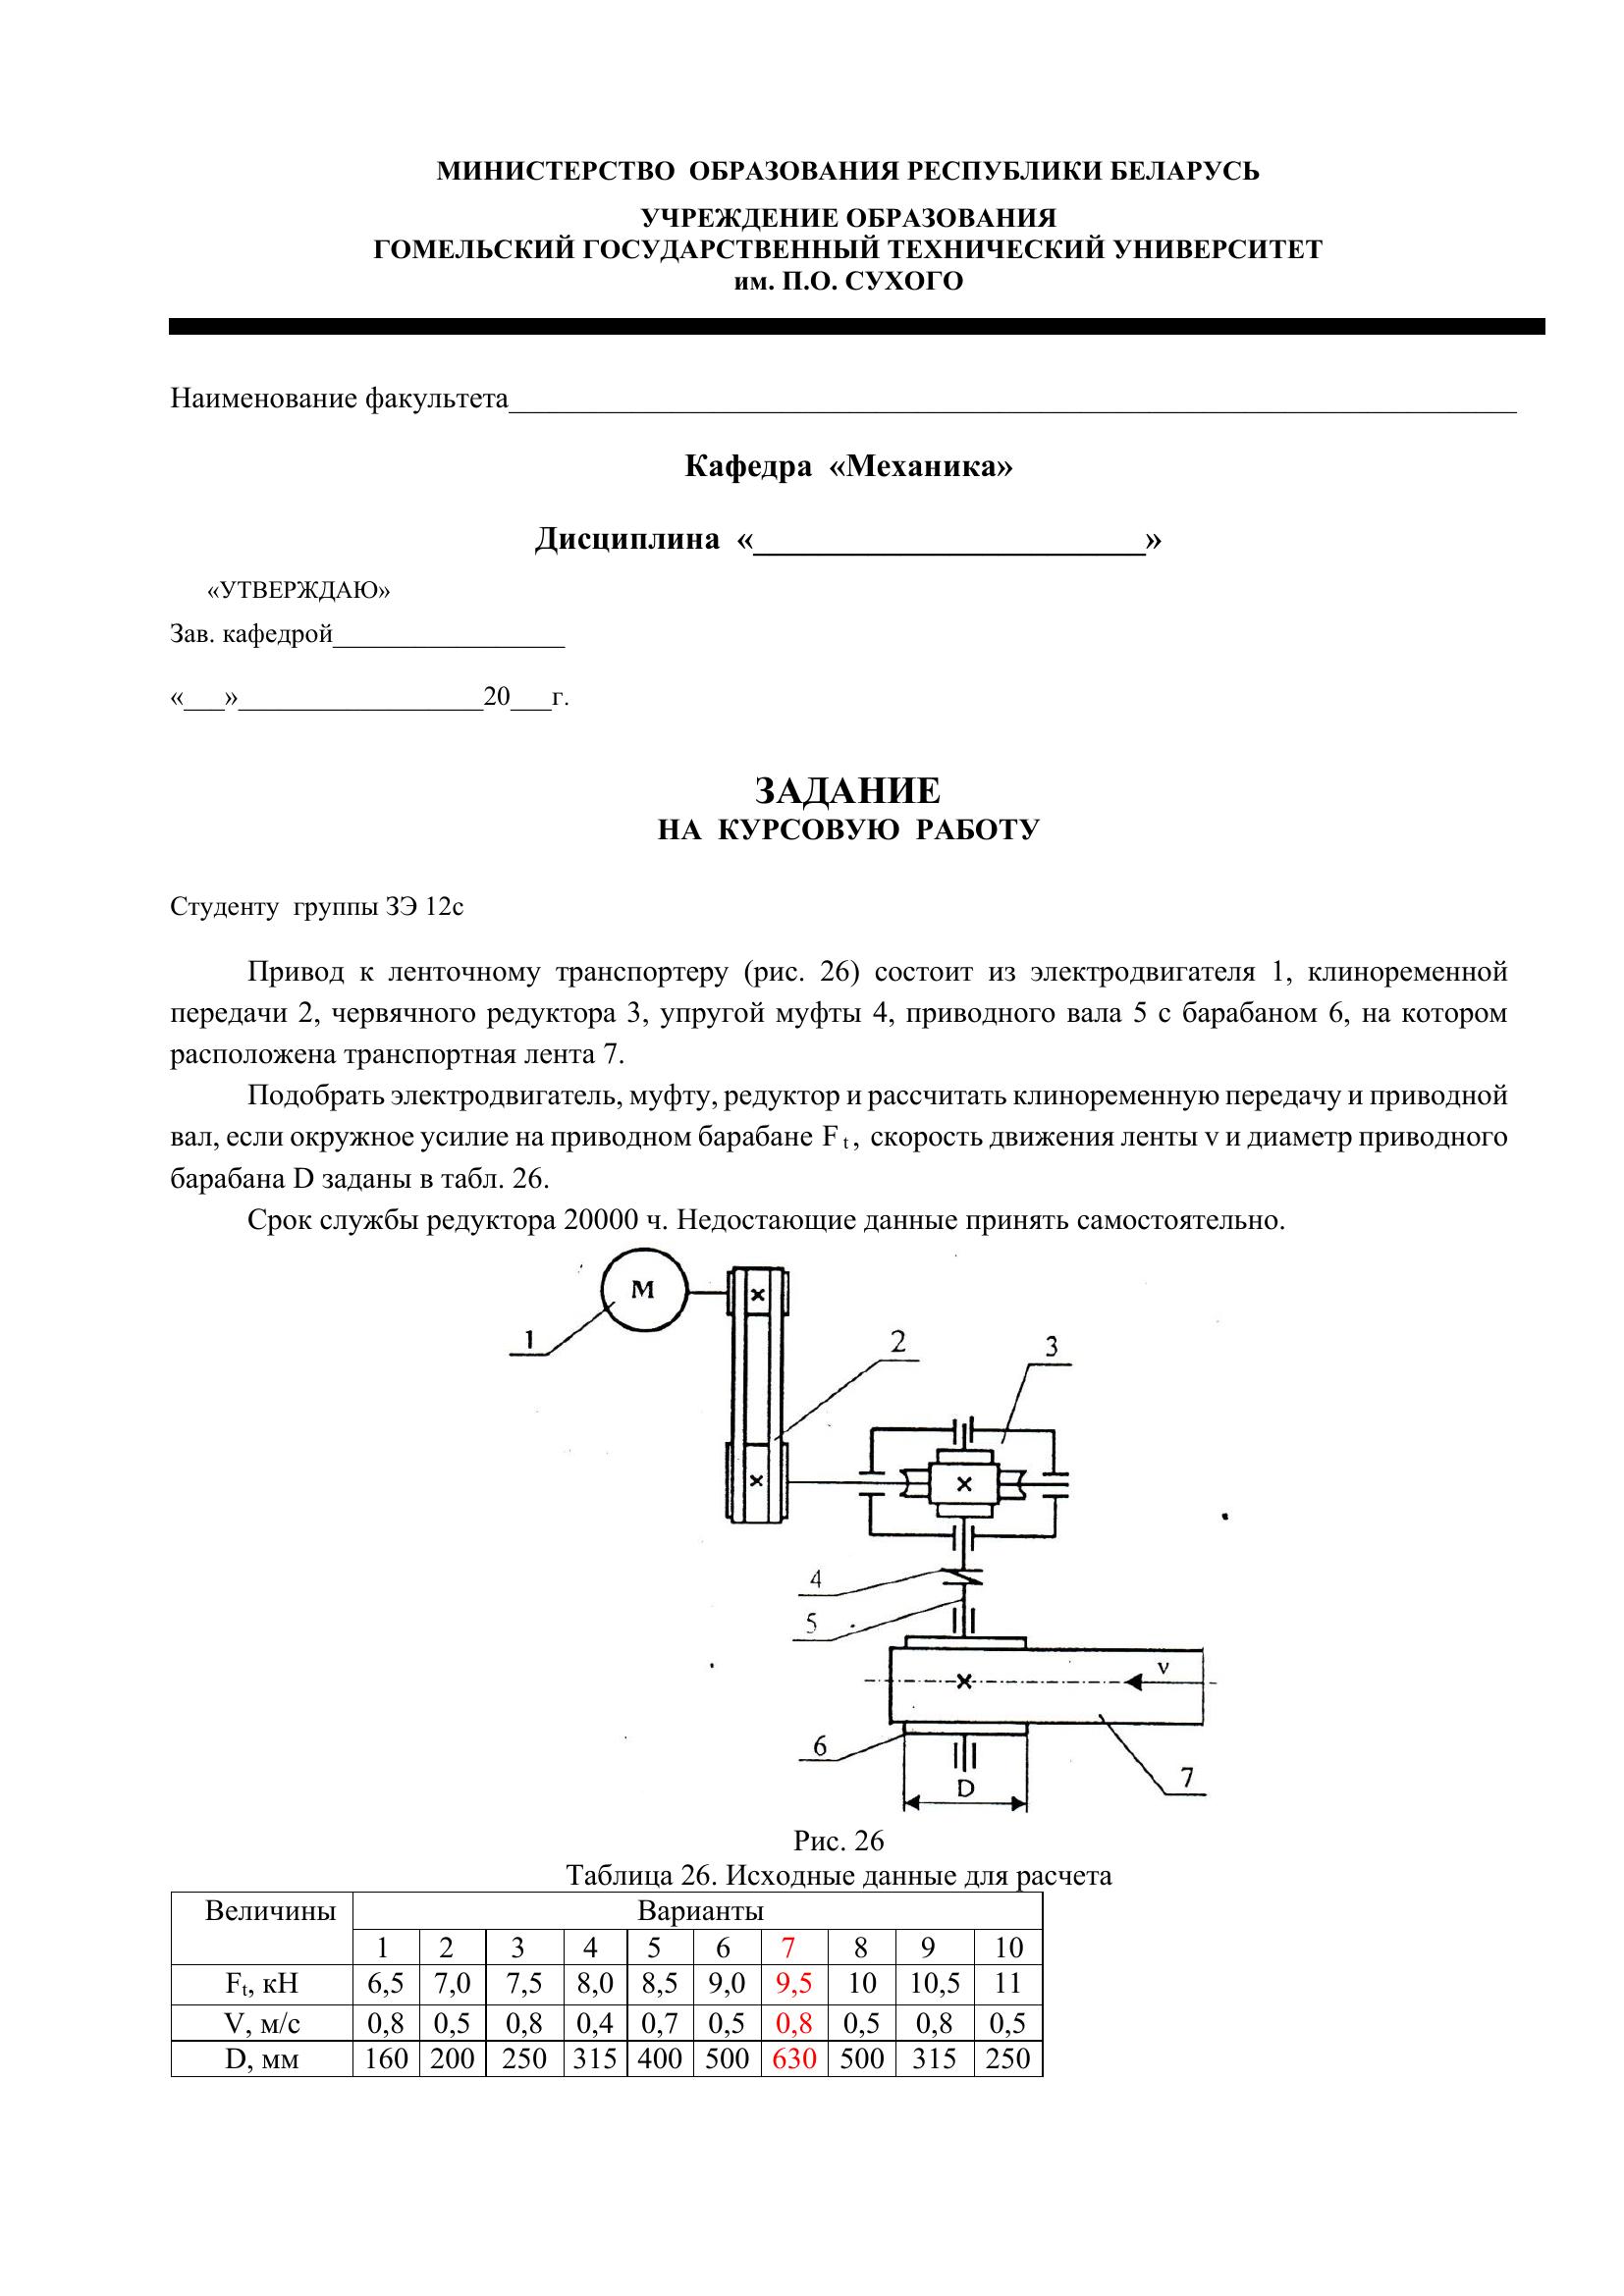 МИНИСТЕРСТВО ОБРАЗОВАНИЯ РЕСПУБЛИКИ БЕЛАРУСЬ
УЧРЕЖДЕНИЕ ОБРАЗОВАНИЯ
ГОМЕЛЬСКИЙ ГОСУДАРСТВЕННЫЙ ТЕХНИЧЕСКИЙ УНИВЕРСИТЕТ
им. П.О. СУХОГО
Наименование факультета____________________
Кафедра «Механика»
Дисциплина «____________________»
«УТВЕРЖДАЮ»
Зав. кафедрой_________________
«___»__________________20___г.
ЗАДАНИЕ
НА КУРСОВУЮ РАБОТУ
Студенту группы ЗЭ 12с
Привод к ленточному транспортеру (рис. 26) состоит из электродвигателя 1, клиноременной
передачи 2, червячного редуктора 3, упругой муфты 4, приводного вала 5 с барабаном 6, на котором
расположена транспортная лента 7.
Подобрать электродвигатель, муфту, редуктор и рассчитать клиноременную передачу и приводной
вал, если окружное усилие на приводном барабане F t , скорость движения ленты v и диаметр приводного
барабана D заданы в табл. 26.
Срок службы редуктора 20000 ч. Недостающие данные принять самостоятельно.
М
1
2
3
4
5
v
6
D
7
Рис. 26
Таблица 26. Исходные данные для расчета
Величины Варианты
1 2 3 4 5 6 7 8 9 10
Ft, кН 6,5 7,0 7,5 8,0 8,5 9,0 9,5 10 10,5 11
V, м/с 0,8 0,5 0,8 0,4 0,7 0,5 0,8 0,5 0,8 0,5
D, мм 160 200 250 315 400 500 630 500 315 250